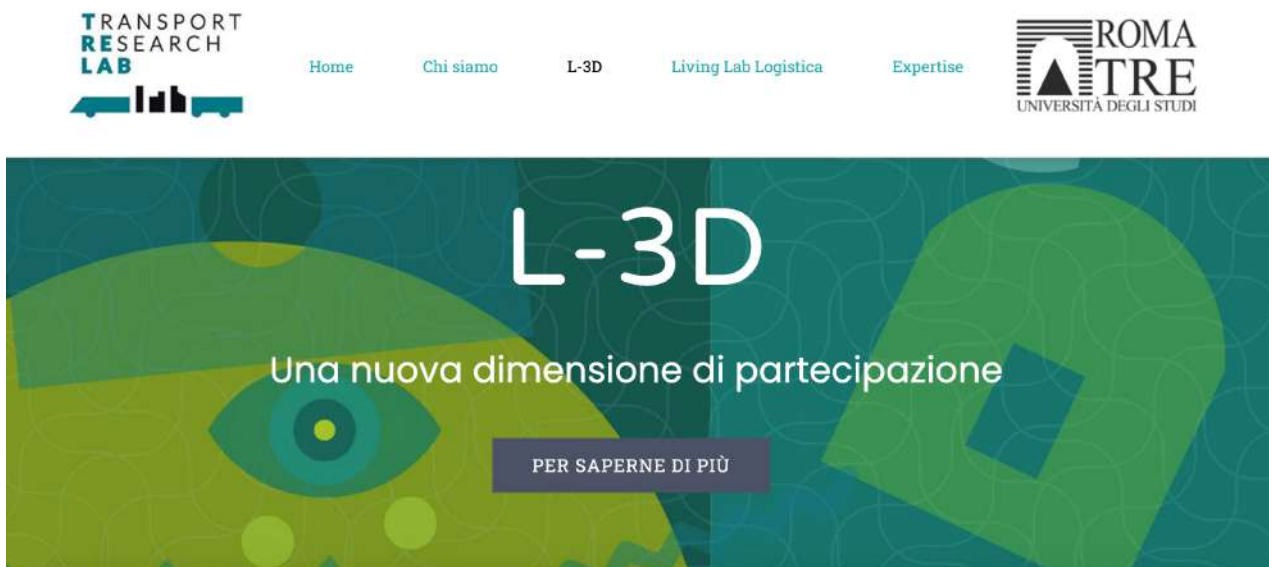 TRANSPORT
RESEARCH
LAB
Home Chi siamo L-3D Living Lab Logistica Expertise
ROMA
TRE
UNIVERSITÀ DEGLI STUDI
L-3D
Una nuova dimensione di partecipazione
PER SAPERNE DI PIÙ